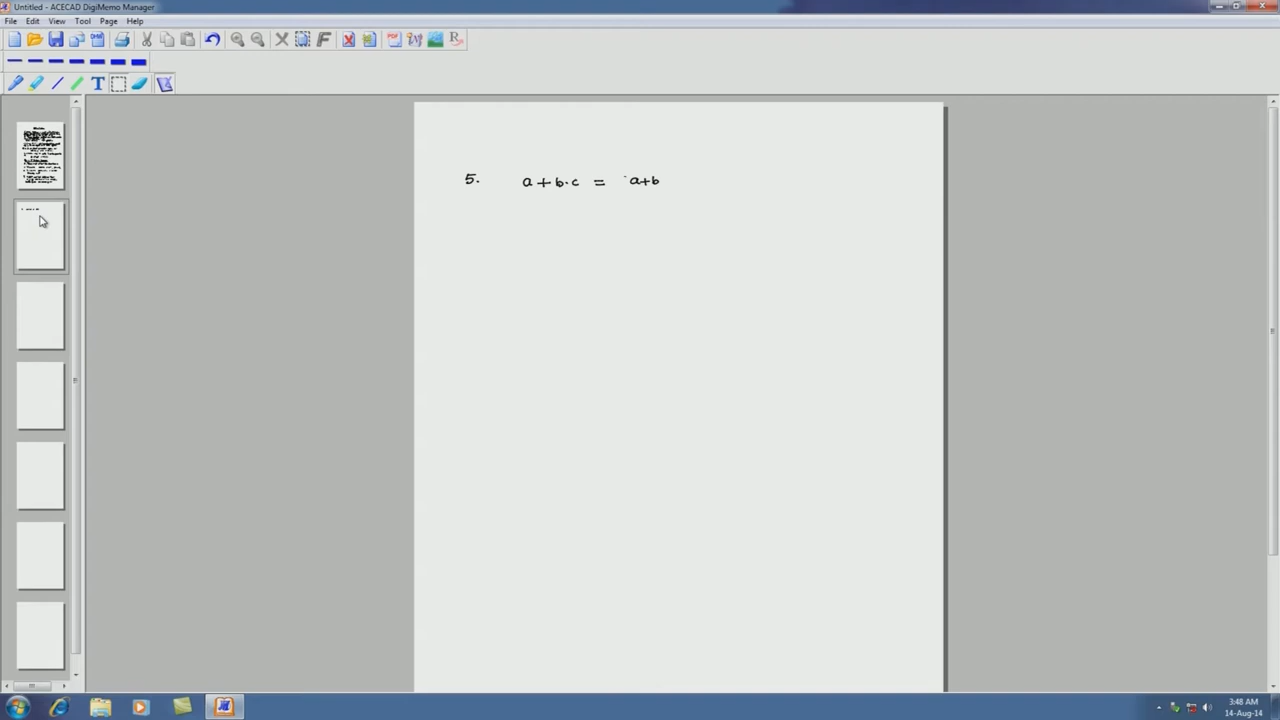 Untitled - ACECAD DigiMemo Manager
File Edit View Tool Page Help
5. a + b · c = a+b
3:48 AM
14-Aug-14